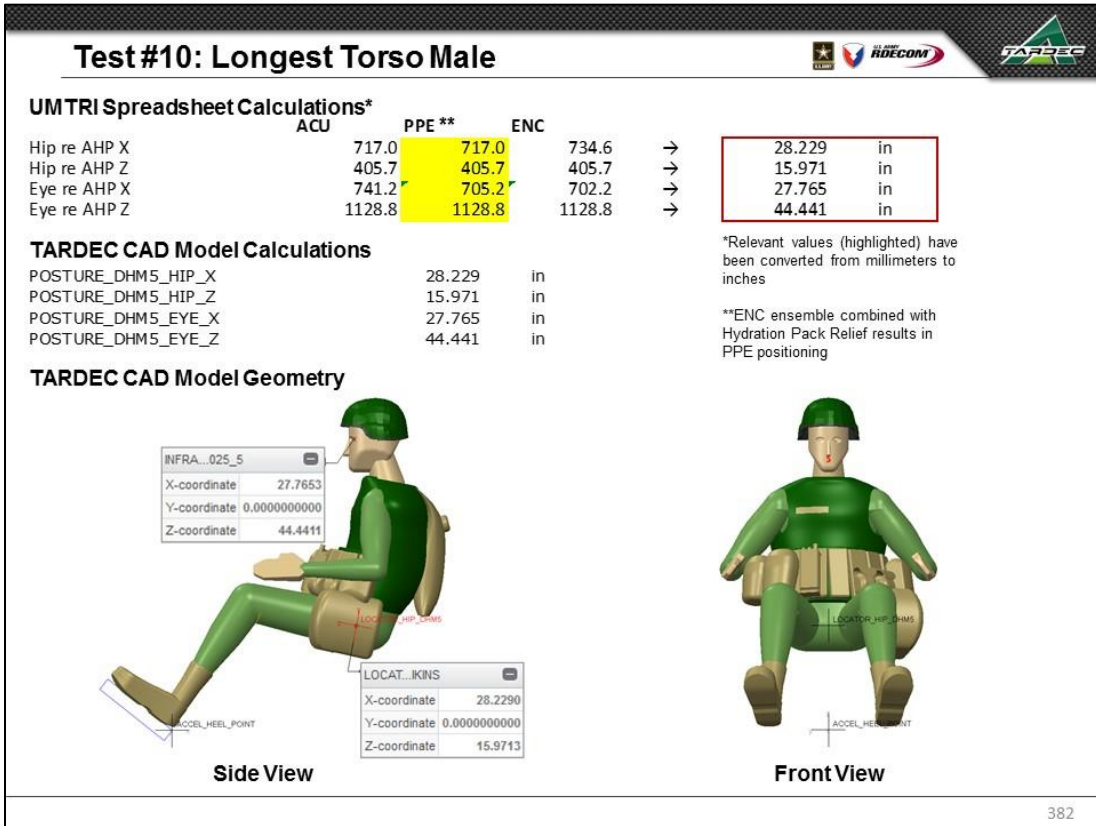 Test #10: Longest Torso Male
U.S. ARMY
U.S. ARMY
RDECOM
TARDEC
UMTRI Spreadsheet Calculations*
ACU PPE ** ENC
Hip re AHP X 717.0 717.0 734.6 → 28.229 in
Hip re AHP Z 405.7 405.7 405.7 → 15.971 in
Eye re AHP X 741.2 705.2 702.2 → 27.765 in
Eye re AHP Z 1128.8 1128.8 1128.8 → 44.441 in
*Relevant values (highlighted) have
been converted from millimeters to
inches
**ENC ensemble combined with
Hydration Pack Relief results in
PPE positioning
TARDEC CAD Model Calculations
POSTURE_DHM5_HIP_X 28.229 in
POSTURE_DHM5_HIP_Z 15.971 in
POSTURE_DHM5_EYE_X 27.765 in
POSTURE_DHM5_EYE_Z 44.441 in
TARDEC CAD Model Geometry
INFRA...025_5
X-coordinate 27.7653
Y-coordinate 0.0000000000
Z-coordinate 44.4411
LOCATOR_HIP_DHM5
LOCAT...IKINS
X-coordinate 28.2290
Y-coordinate 0.0000000000
Z-coordinate 15.9713
ACCEL_HEEL_POINT
Side View
LOCATOR_HIP_DHM5
ACCEL_HEEL_POINT
Front View
382